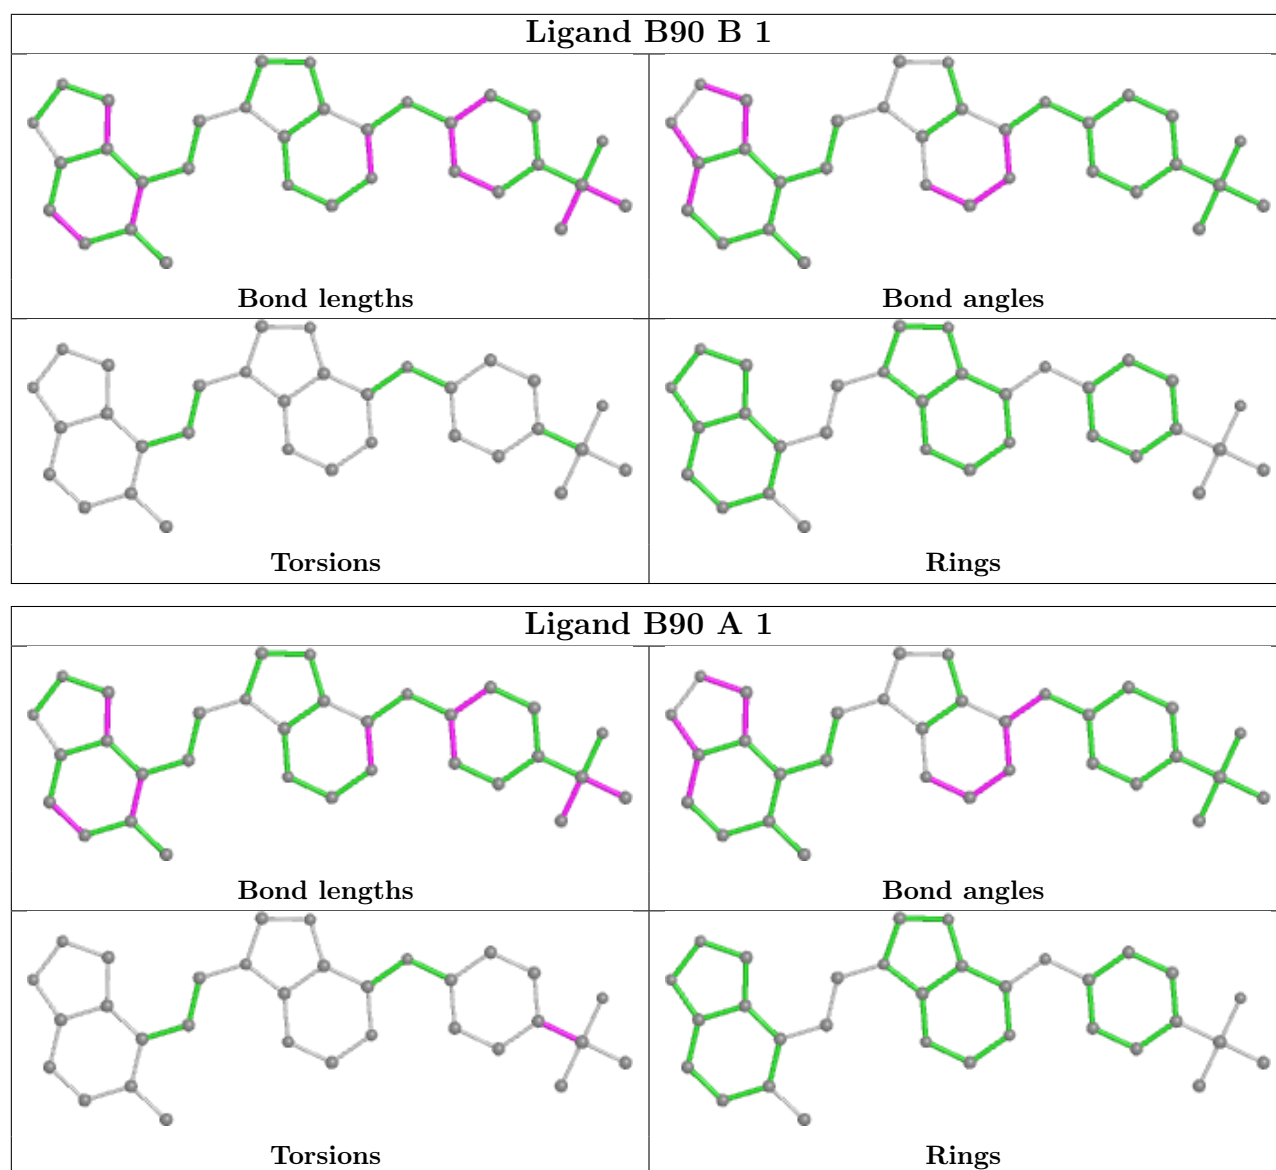 Ligand B90 B 1
Bond lengths
Bond angles
Torsions
Rings
Ligand B90 A 1
Bond lengths
Bond angles
Torsions
Rings